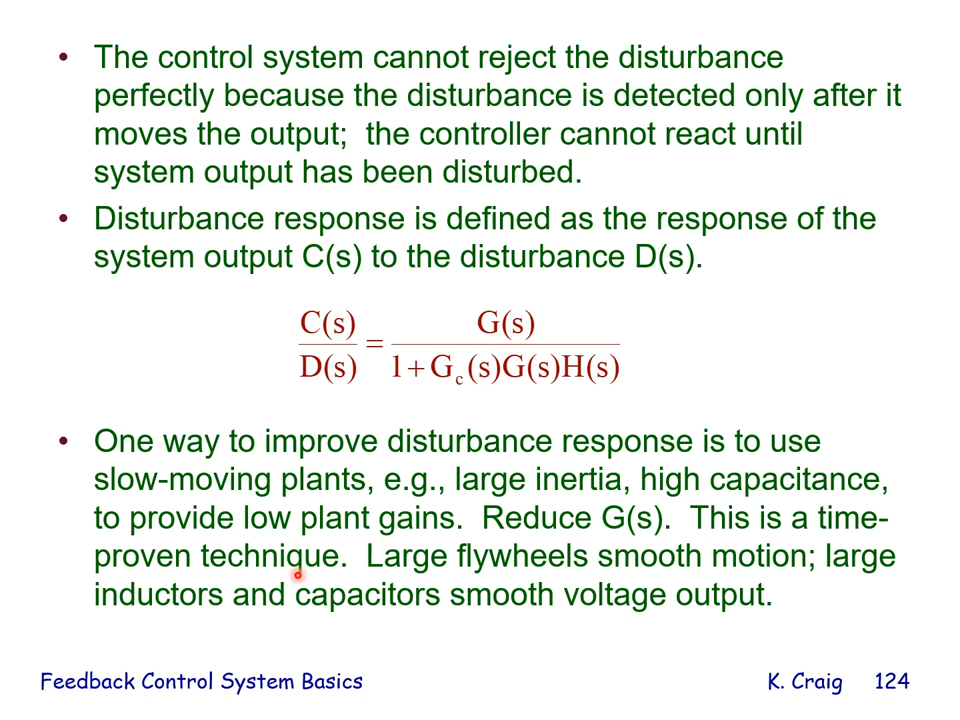 • The control system cannot reject the disturbance
perfectly because the disturbance is detected only after it
moves the output;  the controller cannot react until
system output has been disturbed.
• Disturbance response is defined as the response of the
system output C(s) to the disturbance D(s).
C(s)/D(s) = G(s)/(1 + Gc(s)G(s)H(s))
• One way to improve disturbance response is to use
slow-moving plants, e.g., large inertia, high capacitance,
to provide low plant gains.  Reduce G(s).  This is a time-
proven technique.  Large flywheels smooth motion; large
inductors and capacitors smooth voltage output.
Feedback Control System Basics
K. Craig 124